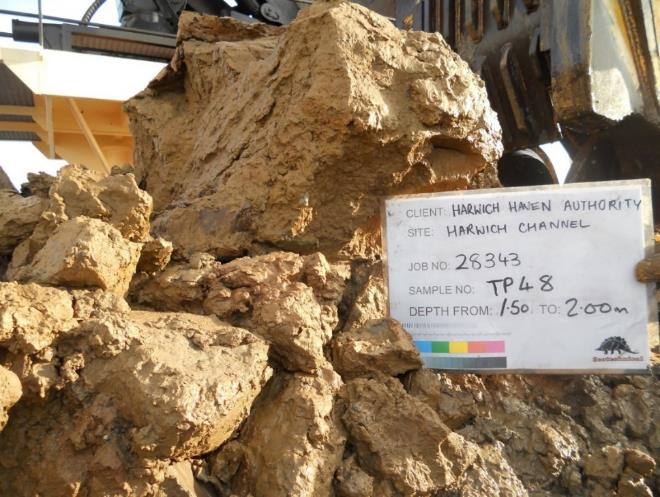 CLIENT: HARWICH HAVEN AUTHORITY
SITE: HARWICH CHANNEL
JOB NO: 28343
SAMPLE NO: TP48
DEPTH FROM: 1.50 TO: 2.00m